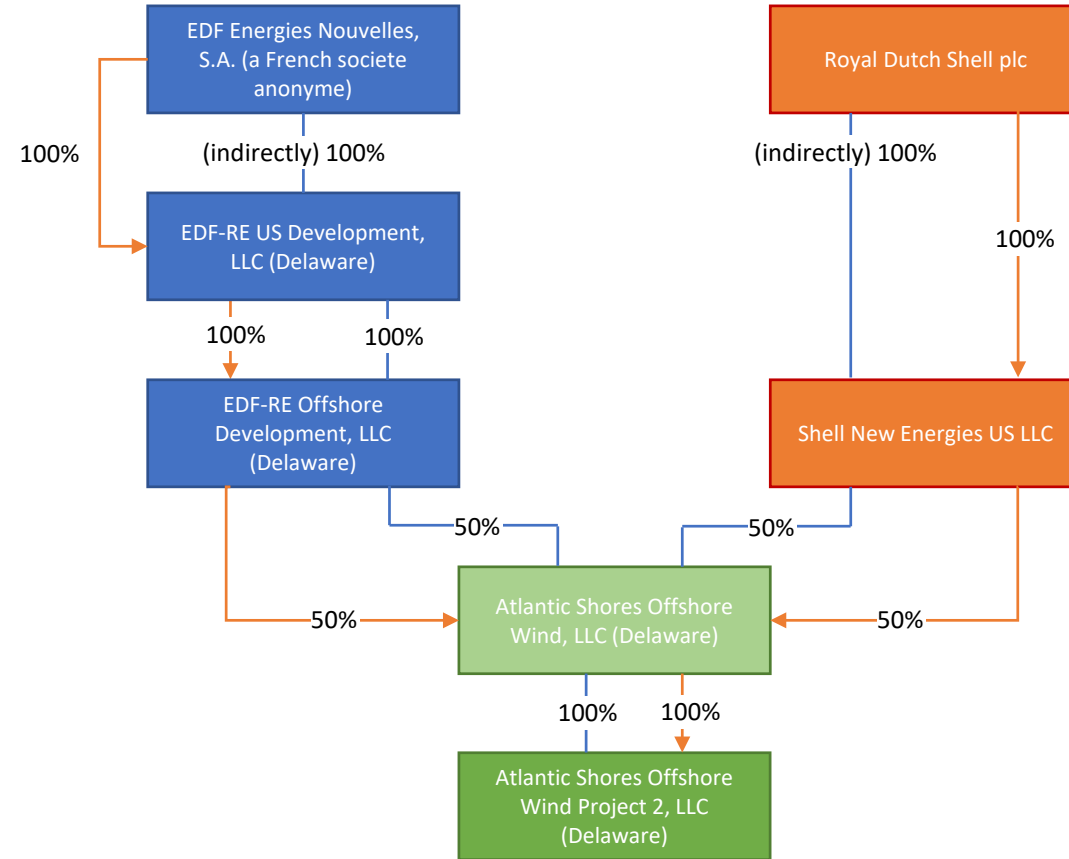 EDF Energies Nouvelles,
S.A. (a French societe
anonyme)
Royal Dutch Shell plc
100%
(indirectly) 100%
(indirectly) 100%
EDF-RE US Development,
LLC (Delaware)
100%
100%
100%
EDF-RE Offshore
Development, LLC
(Delaware)
Shell New Energies US LLC
50%
50%
Atlantic Shores Offshore
Wind, LLC (Delaware)
50%
50%
100%
100%
Atlantic Shores Offshore
Wind Project 2, LLC
(Delaware)